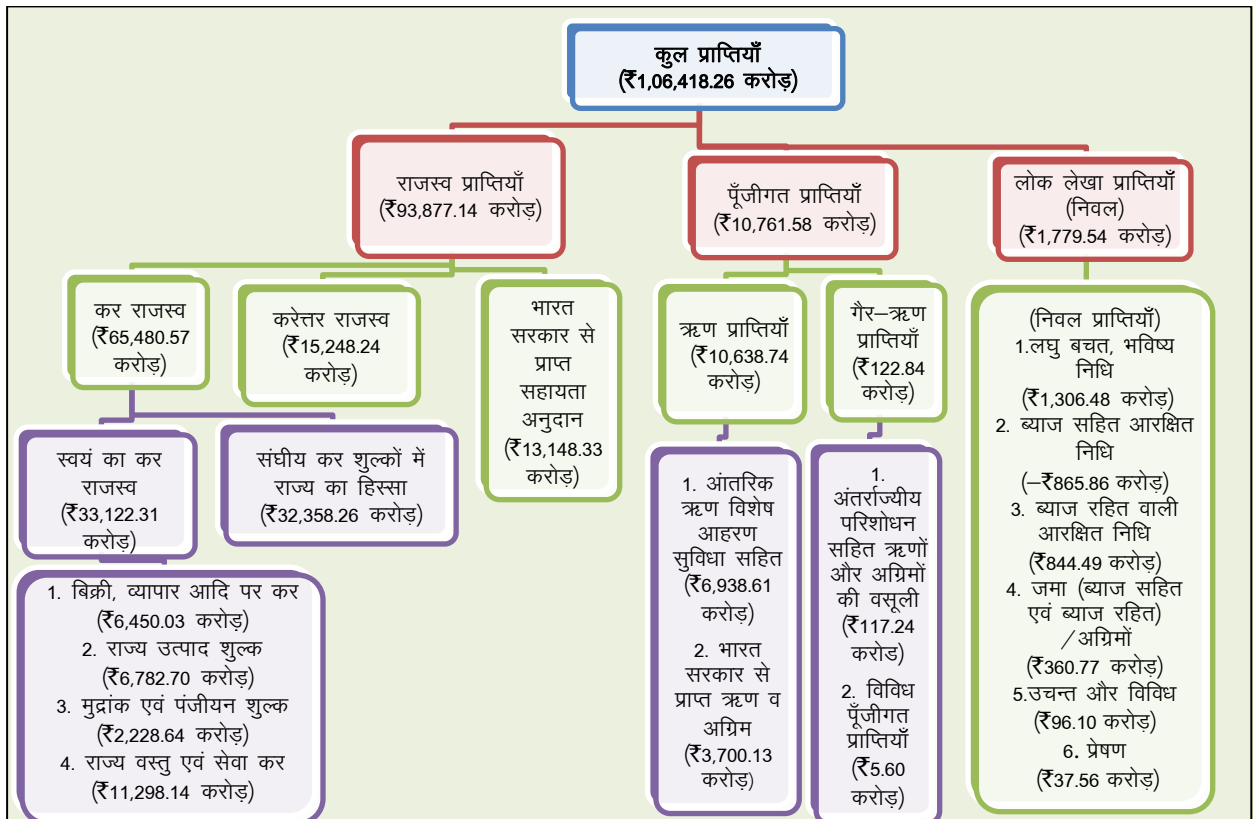 कुल प्राप्तियाँ
(₹1,06,418.26 करोड़)
राजस्व प्राप्तियाँ
(₹93,877.14 करोड़)
पूँजीगत प्राप्तियाँ
(₹10,761.58 करोड़)
लोक लेखा प्राप्तियाँ
(निवल)
(₹1,779.54 करोड़)
कर राजस्व
(₹65,480.57
करोड़)
करेत्तर राजस्व
(₹15,248.24
करोड़)
भारत
सरकार से
प्राप्त
सहायता
अनुदान
(₹13,148.33
करोड़)
ऋण प्राप्तियाँ
(₹10,638.74
करोड़)
गैर–ऋण
प्राप्तियाँ
(₹122.84
करोड़)
(निवल प्राप्तियाँ)
1.लघु बचत, भविष्य
निधि
(₹1,306.48 करोड़)
2. ब्याज सहित आरक्षित
निधि
(–₹865.86 करोड़)
3. ब्याज रहित वाली
आरक्षित निधि
(₹844.49 करोड़)
4. जमा (ब्याज सहित
एवं ब्याज रहित)
/अग्रिमों
(₹360.77 करोड़)
5.उचन्त और विविध
(₹96.10 करोड़)
6. प्रेषण
(₹37.56 करोड़)
स्वयं का कर
राजस्व
(₹33,122.31
करोड़)
संघीय कर शुल्कों में
राज्य का हिस्सा
(₹32,358.26 करोड़)
1. आंतरिक
ऋण विशेष
आहरण
सुविधा सहित
(₹6,938.61
करोड़)
2. भारत
सरकार से
प्राप्त ऋण व
अग्रिम
(₹3,700.13
करोड़)
1.
अंतर्राज्यीय
परिशोधन
सहित ऋणों
और अग्रिमों
की वसूली
(₹117.24
करोड)
2. विविध
पूँजीगत
प्राप्तियाँ
(₹5.60
करोड़)
1. बिक्री, व्यापार आदि पर कर
(₹6,450.03 करोड़)
2. राज्य उत्पाद शुल्क
(₹6,782.70 करोड़)
3. मुद्रांक एवं पंजीयन शुल्क
(₹2,228.64 करोड़)
4. राज्य वस्तु एवं सेवा कर
(₹11,298.14 करोड़)